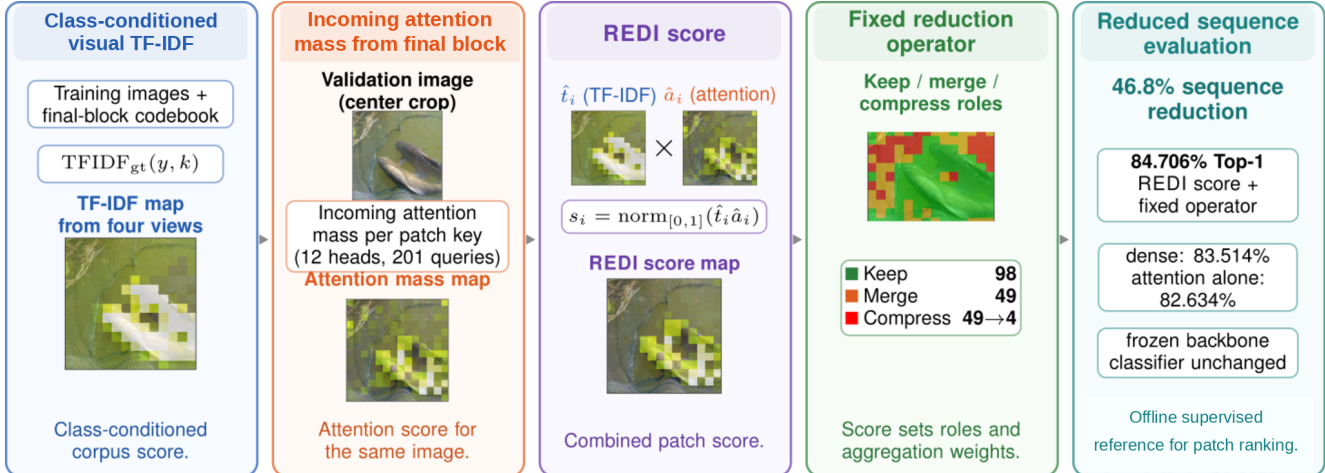 Class-conditioned
visual TF-IDF
Training images +
final-block codebook
TFIDF_gt(y, k)
TF-IDF map
from four views
Class-conditioned
corpus score.
Incoming attention
mass from final block
Validation image
(center crop)
Incoming attention
mass per patch key
(12 heads, 201 queries)
Attention mass map
Attention score for
the same image.
REDI score
t̂_i (TF-IDF) â_i (attention)
×
s_i = norm_[0,1](t̂_i â_i)
REDI score map
Combined patch score.
Fixed reduction
operator
Keep / merge /
compress roles
Keep 98
Merge 49
Compress 49→4
Score sets roles and
aggregation weights.
Reduced sequence
evaluation
46.8% sequence
reduction
84.706% Top-1
REDI score +
fixed operator
dense: 83.514%
attention alone:
82.634%
frozen backbone
classifier unchanged
Offline supervised
reference for patch ranking.